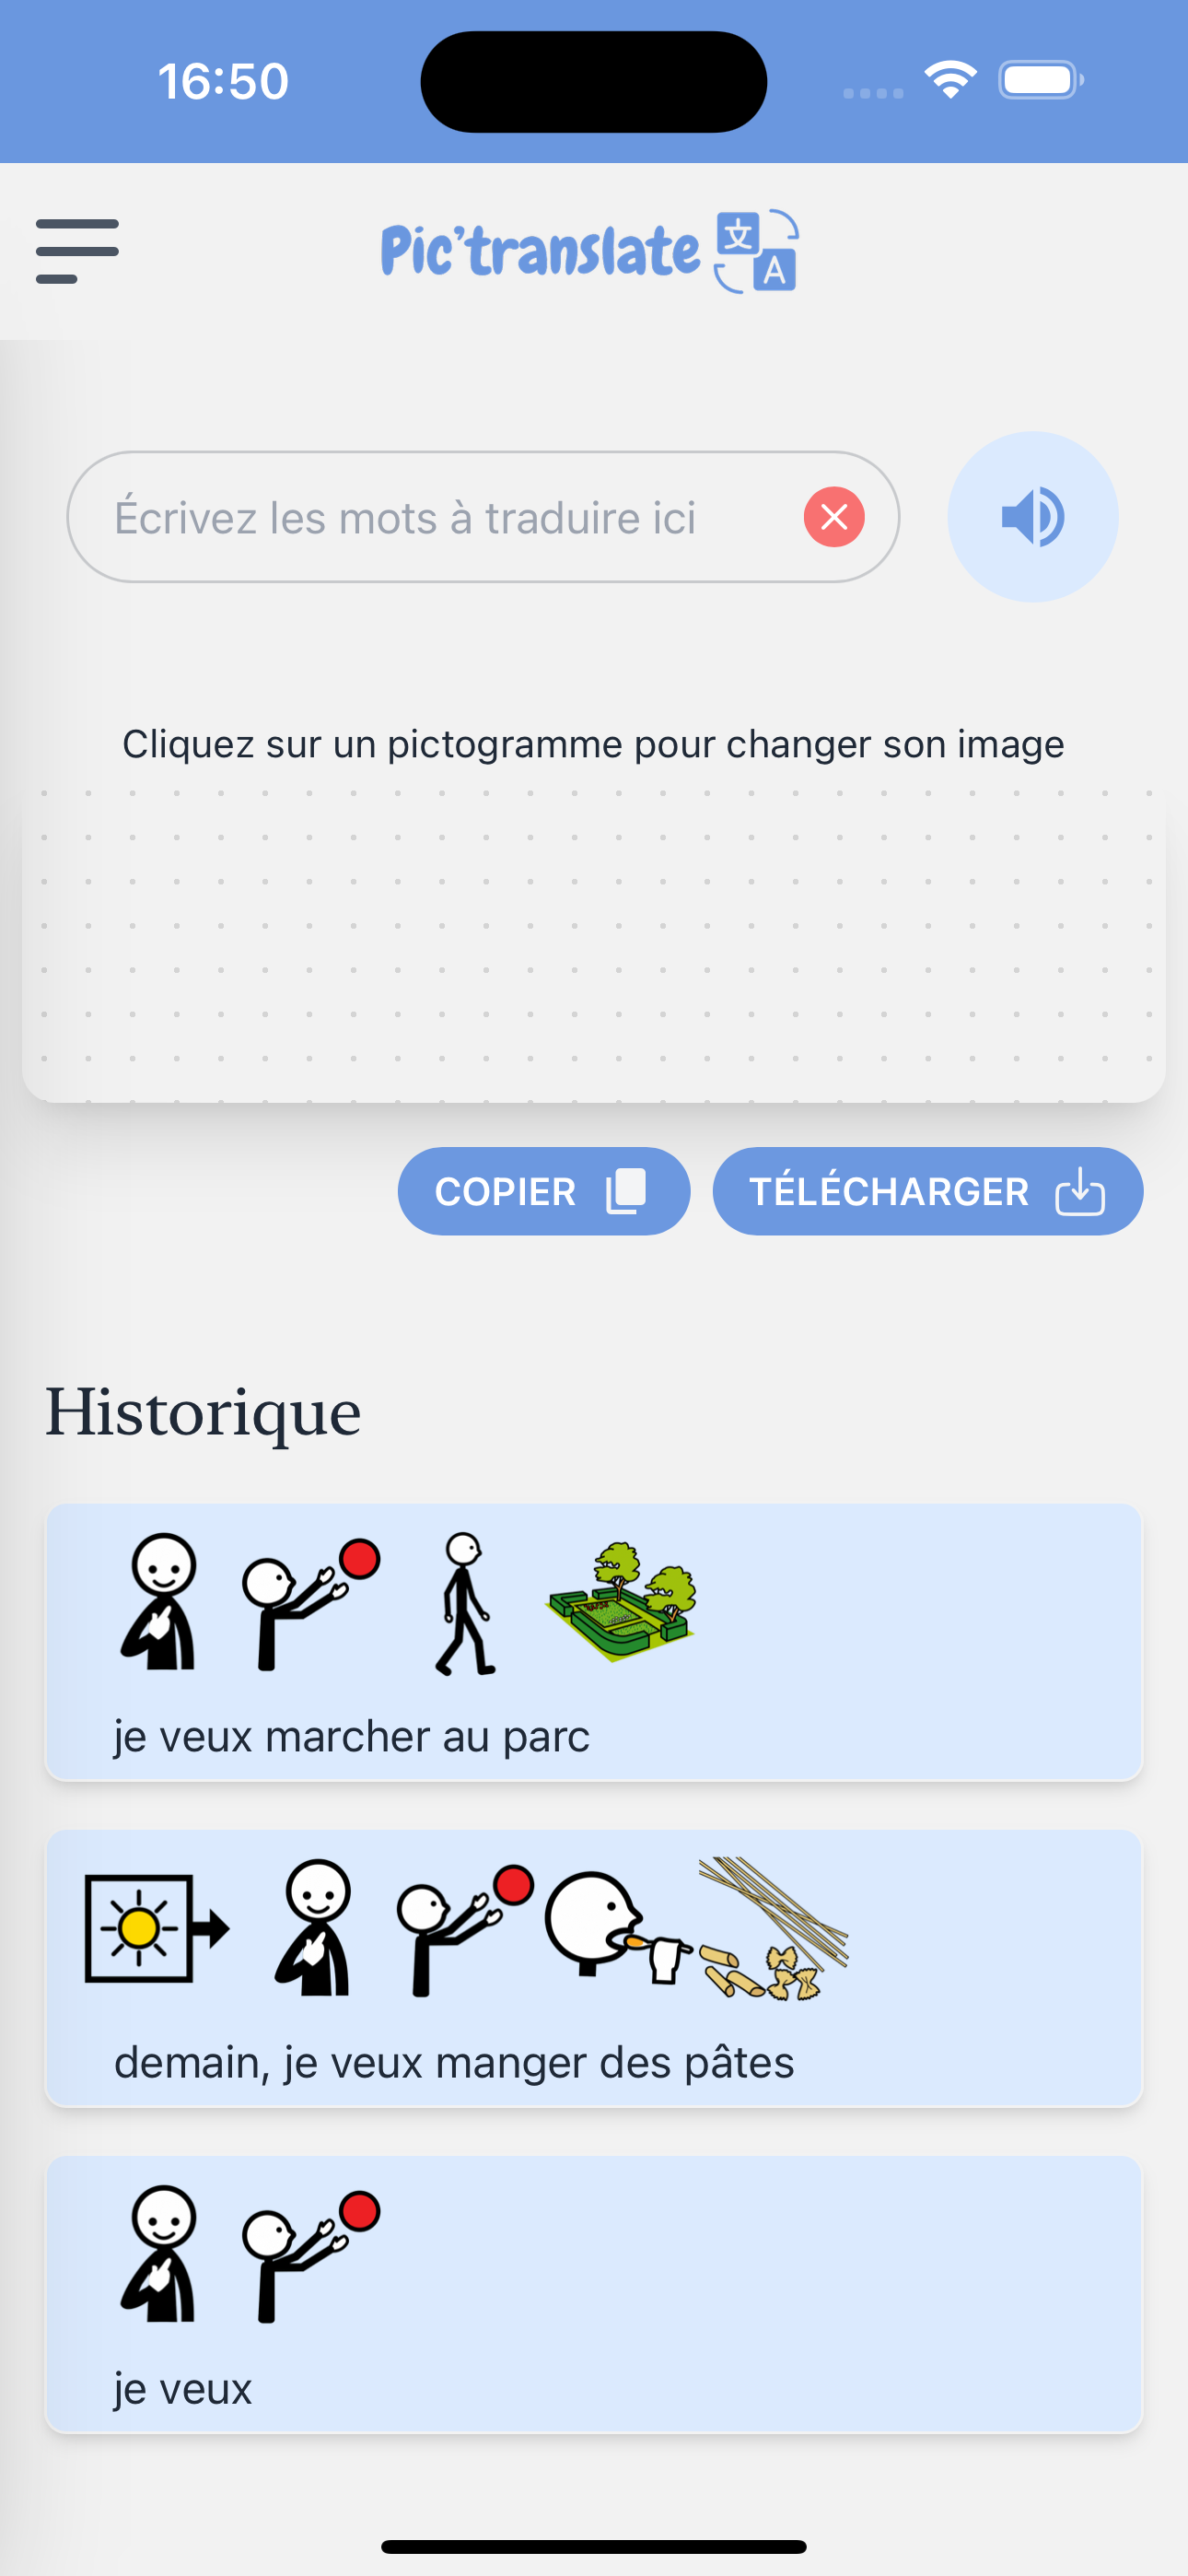 16:50
Pic'translate 文 A
Écrivez les mots à traduire ici
Cliquez sur un pictogramme pour changer son image
COPIER
TÉLÉCHARGER
Historique
je veux marcher au parc
demain, je veux manger des pâtes
je veux